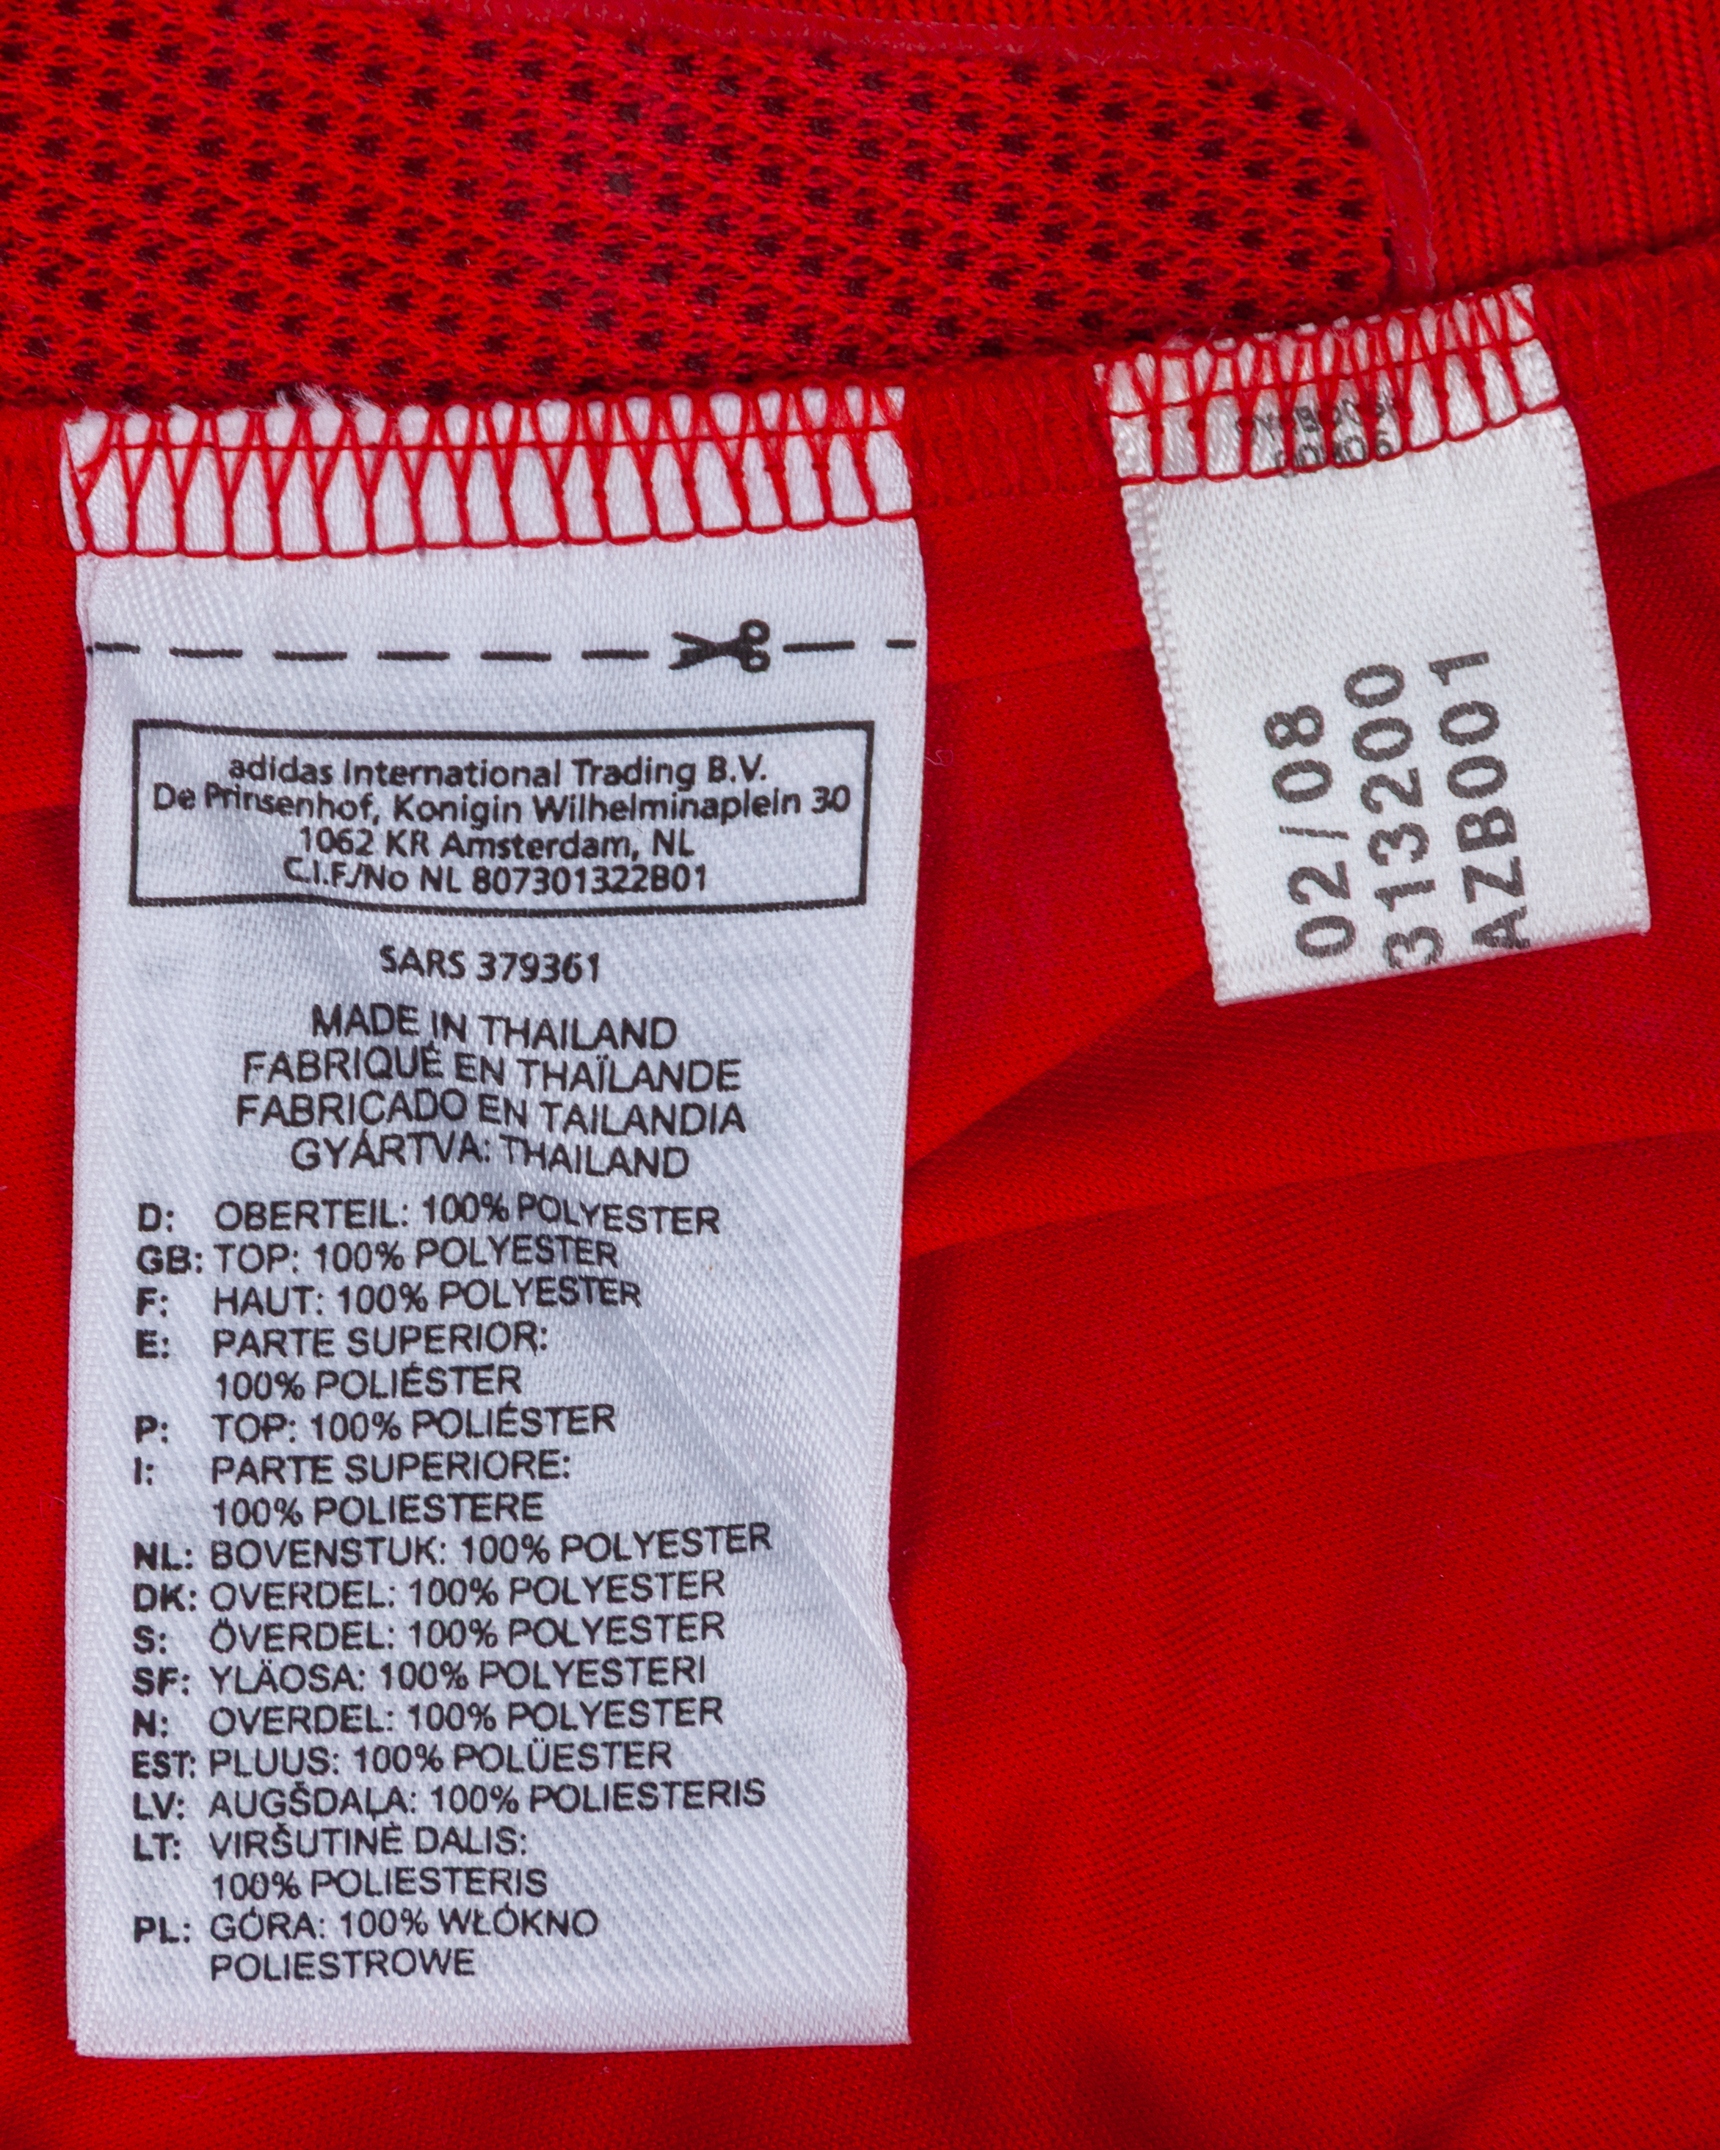 adidas International Trading B.V.
De Prinsenhof, Konigin Wilhelminaplein 30
1062 KR Amsterdam, NL
C.I.F./No NL 807301322B01
SARS 379361
MADE IN THAILAND
FABRIQUÉ EN THAÏLANDE
FABRICADO EN TAILANDIA
GYÁRTVA: THAILAND
D: OBERTEIL: 100% POLYESTER
GB: TOP: 100% POLYESTER
F: HAUT: 100% POLYESTER
E: PARTE SUPERIOR:
100% POLIÉSTER
P: TOP: 100% POLIÉSTER
I: PARTE SUPERIORE:
100% POLIESTERE
NL: BOVENSTUK: 100% POLYESTER
DK: OVERDEL: 100% POLYESTER
S: ÖVERDEL: 100% POLYESTER
SF: YLÄOSA: 100% POLYESTERI
N: OVERDEL: 100% POLYESTER
EST: PLUUS: 100% POLÜESTER
LV: AUGŠDAĻA: 100% POLIESTERIS
LT: VIRŠUTINĖ DALIS:
100% POLIESTERIS
PL: GÓRA: 100% WŁÓKNO
POLIESTROWE
02/08
313200
AZB001